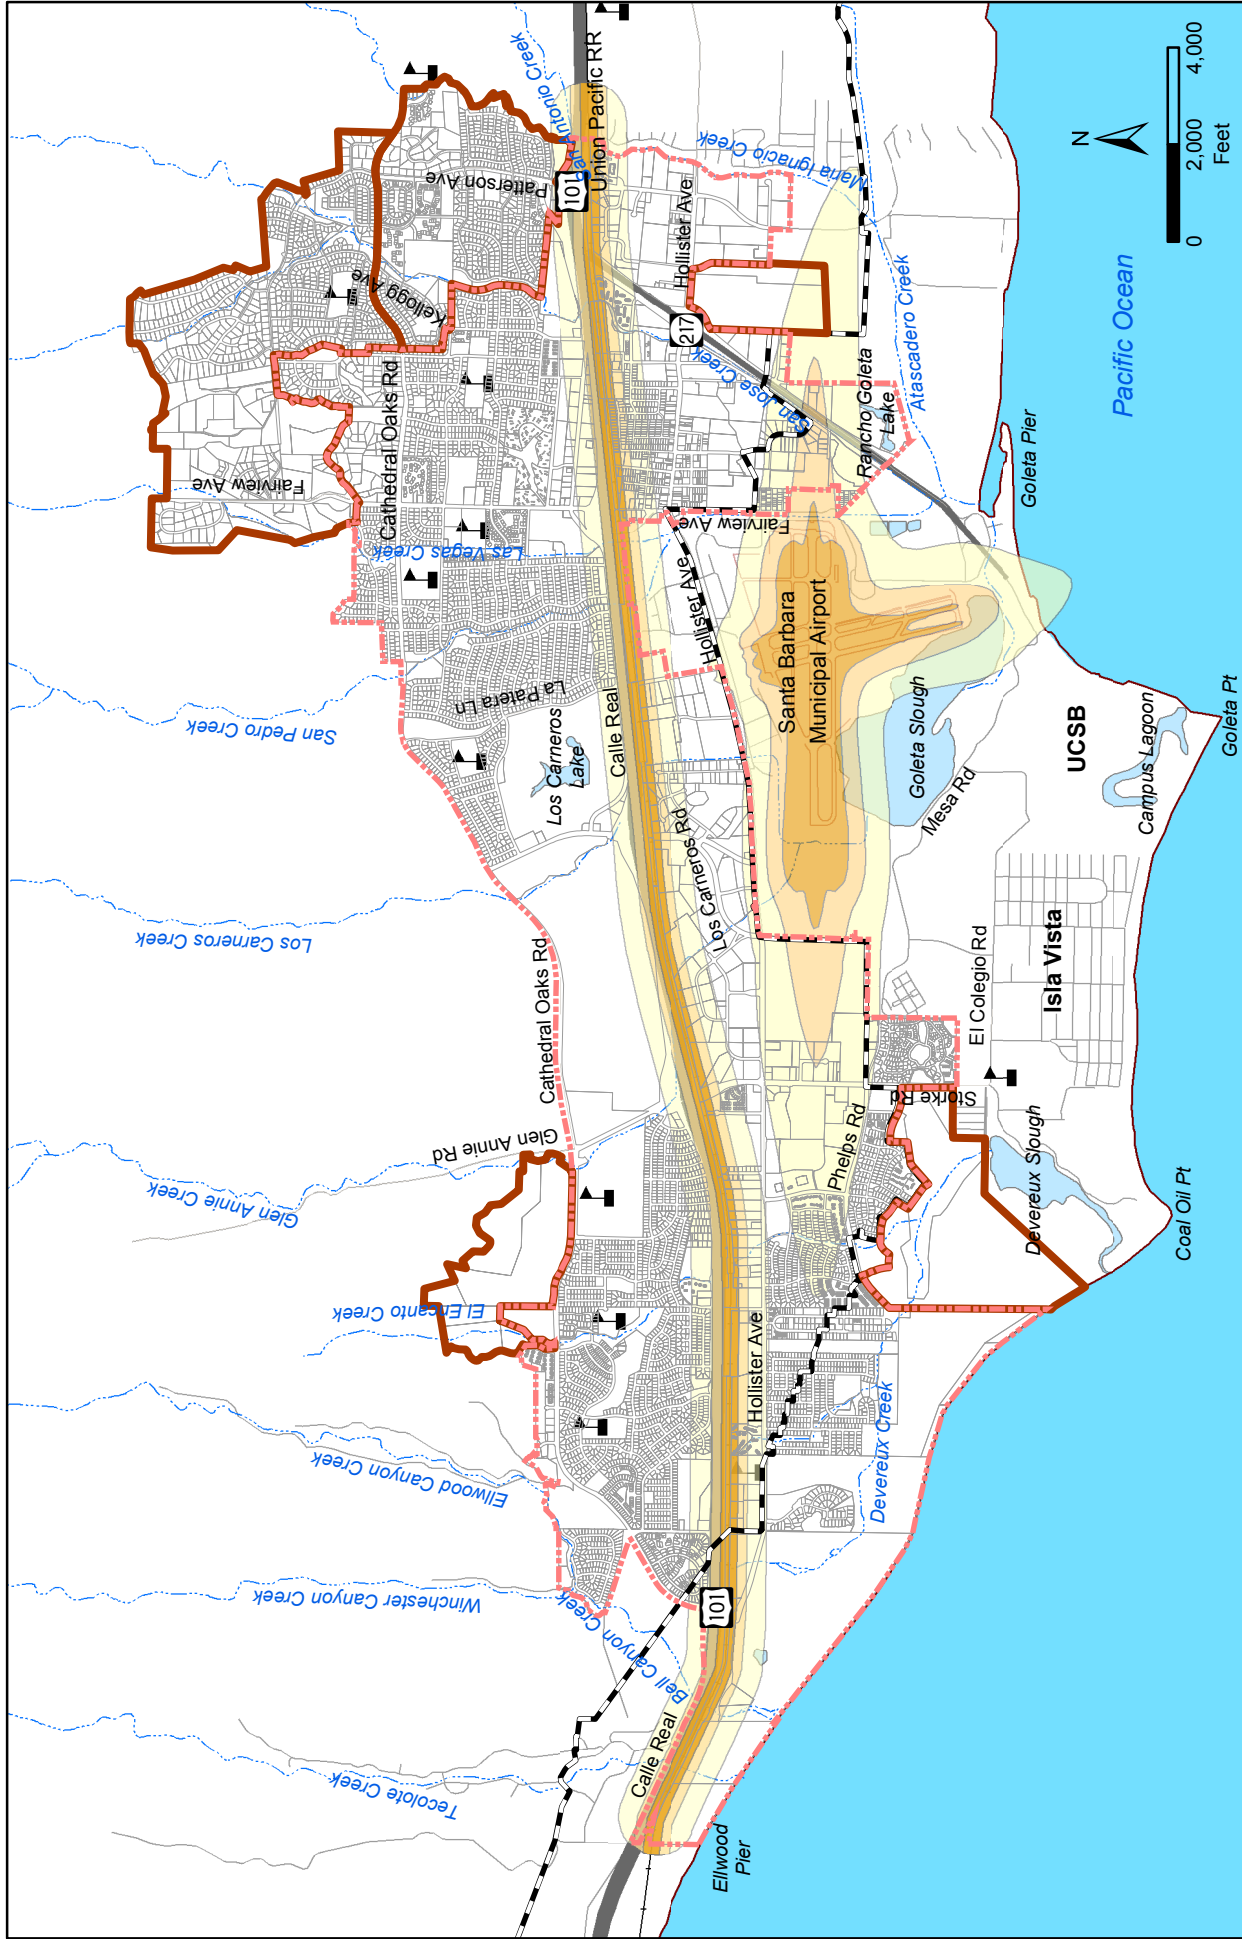 Tecolote Creek
Winchester Canyon Creek
Bell Canyon Creek
Ellwood Canyon Creek
El Encanto Creek
Glen Annie Creek
Glen Annie Rd
Los Carneros Creek
San Pedro Creek
Las Vegas Creek
San Antonio Creek
Maria Ignacio Creek
San Jose Creek
Atascadero Creek
Devereux Creek
Cathedral Oaks Rd
Cathedral Oaks Rd
Fairview Ave
Kellogg Ave
Patterson Ave
La Patera Ln
Los Carneros
Lake
Calle Real
Calle Real
101
101
217
Union Pacific RR
Hollister Ave
Hollister Ave
Hollister Ave
Fairview Ave
Los Carneros Rd
Santa Barbara
Municipal Airport
Rancho Goleta
Lake
Goleta Slough
Mesa Rd
UCSB
Campus Lagoon
Goleta Pt
Goleta Pier
Isla Vista
El Colegio Rd
Storke Rd
Phelps Rd
Devereux Slough
Coal Oil Pt
Ellwood
Pier
Pacific Ocean
N
0
2,000
4,000
Feet